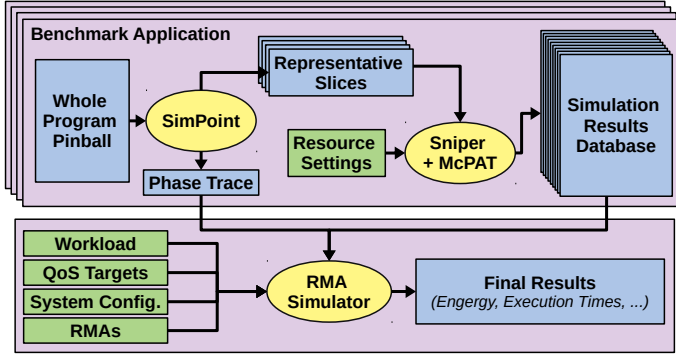 Benchmark Application
Whole
Program
Pinball
SimPoint
Representative
Slices
Phase Trace
Resource
Settings
Sniper
+ McPAT
Simulation
Results
Database
Workload
QoS Targets
System Config.
RMAs
RMA
Simulator
Final Results
(Engergy, Execution Times, ...)